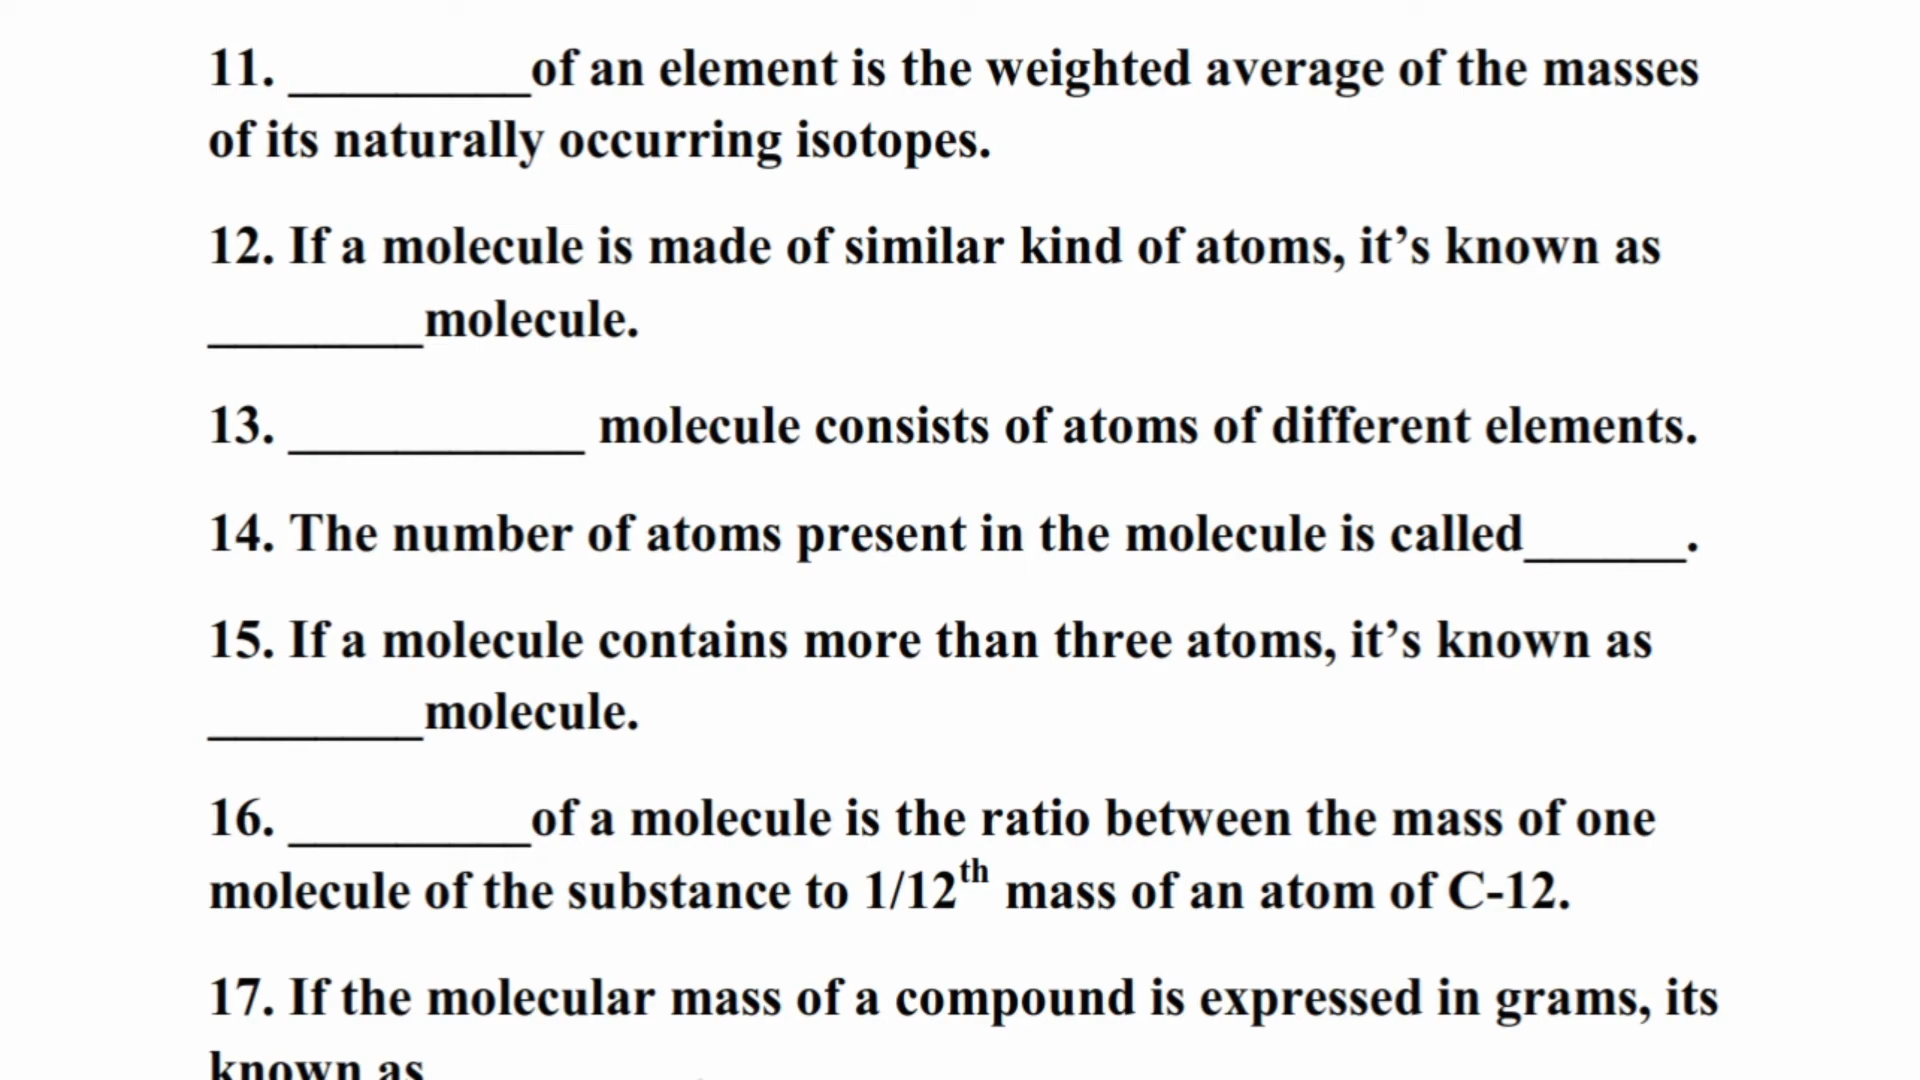 11. _________of an element is the weighted average of the masses
of its naturally occurring isotopes.
12. If a molecule is made of similar kind of atoms, it’s known as
________molecule.
13. ___________ molecule consists of atoms of different elements.
14. The number of atoms present in the molecule is called______.
15. If a molecule contains more than three atoms, it’s known as
________molecule.
16. _________of a molecule is the ratio between the mass of one
molecule of the substance to 1/12th mass of an atom of C-12.
17. If the molecular mass of a compound is expressed in grams, its
known as